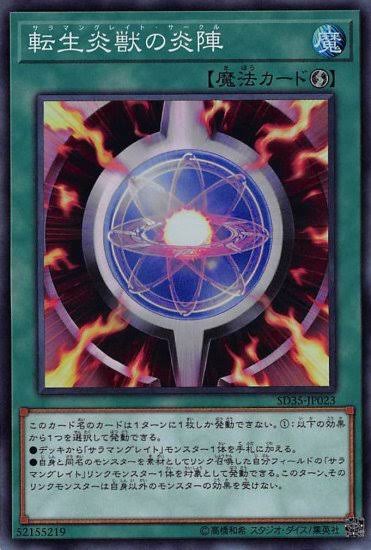 サラマングレイト・サークル
転生炎獣の炎陣
魔
【魔法カード】
SD35-JP023
このカード名のカードは1ターンに1枚しか発動できない。①：以下の効果
から1つを選択して発動できる。
●デッキから「サラマングレイト」モンスター1体を手札に加える。
●自身と同名のモンスターを素材としてリンク召喚した自分フィールドの「サラ
マングレイト」リンクモンスター1体を対象として発動できる。このターン、その
リンクモンスターは自身以外のモンスターの効果を受けない。
52155219
©高橋和希 スタジオ・ダイス/集英社